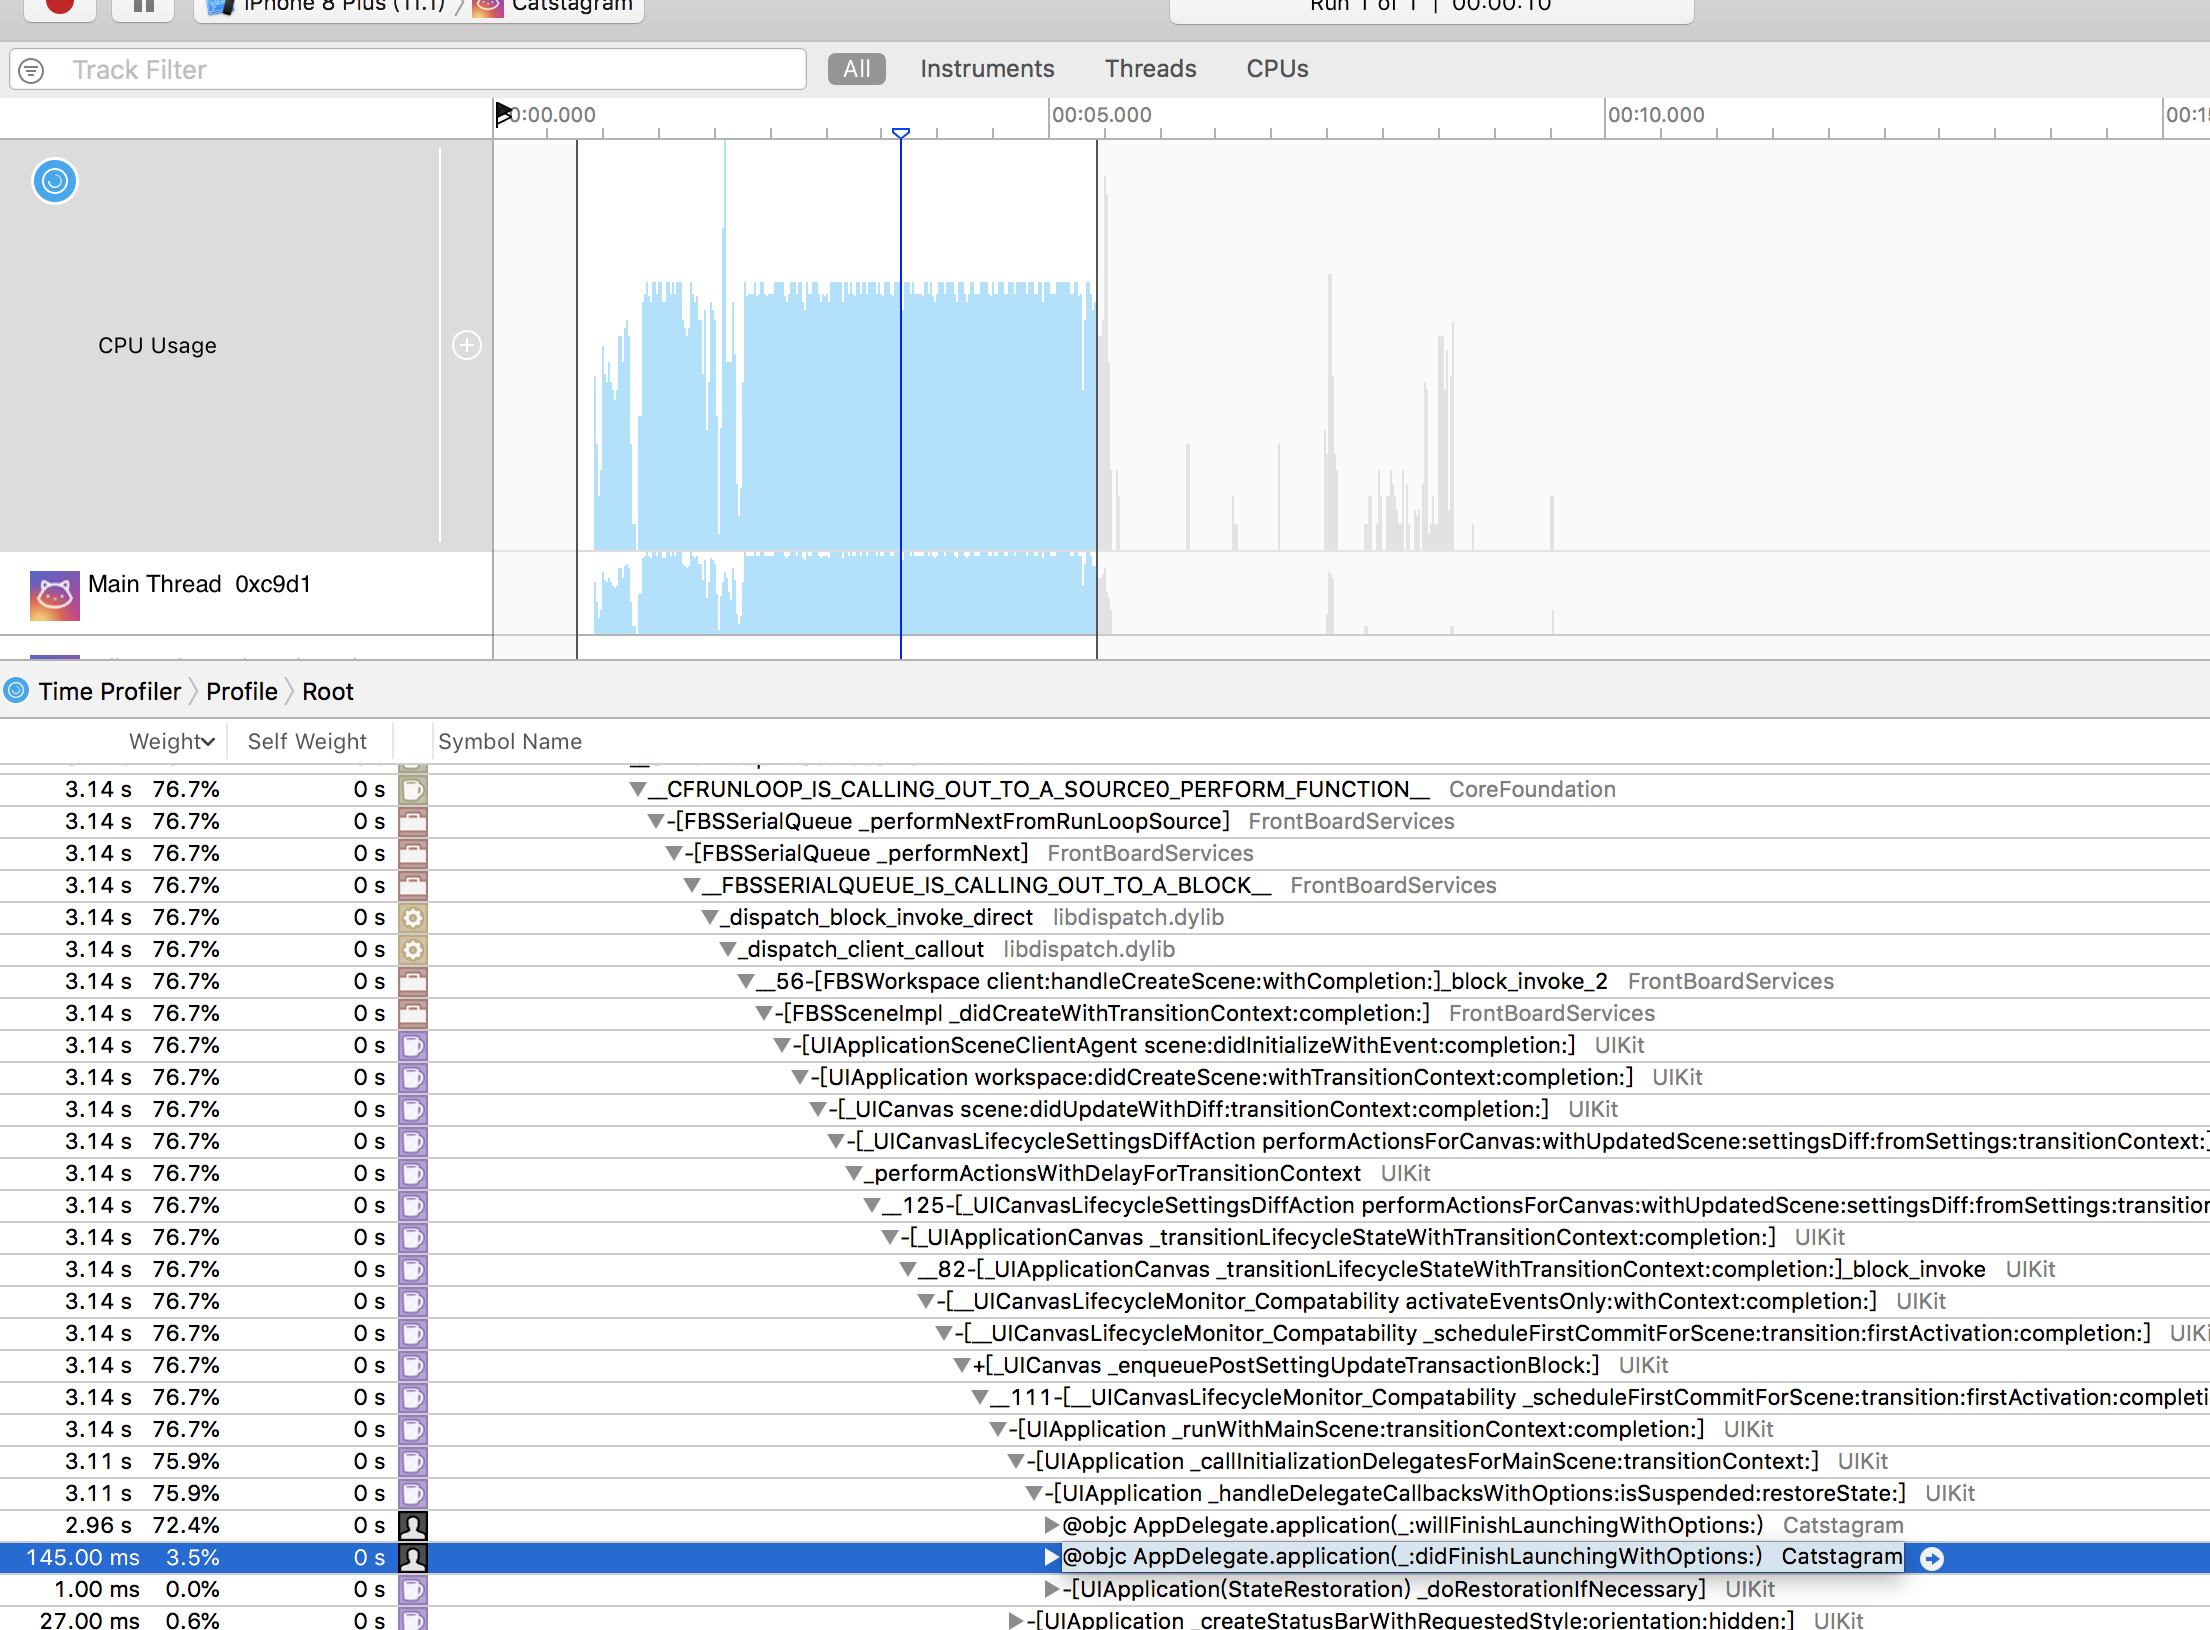 iPhone 8 Plus (11.1) Catstagram Run 1 of 1 | 00:00:10
Track Filter All Instruments Threads CPUs
0:00.000 00:05.000 00:10.000
CPU Usage
Main Thread 0xc9d1
Time Profiler Profile Root
Weight Self Weight Symbol Name
3.14 s 76.7% 0 s __CFRUNLOOP_IS_CALLING_OUT_TO_A_SOURCE0_PERFORM_FUNCTION__ CoreFoundation
3.14 s 76.7% 0 s -[FBSSerialQueue _performNextFromRunLoopSource] FrontBoardServices
3.14 s 76.7% 0 s -[FBSSerialQueue _performNext] FrontBoardServices
3.14 s 76.7% 0 s __FBSSERIALQUEUE_IS_CALLING_OUT_TO_A_BLOCK__ FrontBoardServices
3.14 s 76.7% 0 s _dispatch_block_invoke_direct libdispatch.dylib
3.14 s 76.7% 0 s _dispatch_client_callout libdispatch.dylib
3.14 s 76.7% 0 s __56-[FBSWorkspace client:handleCreateScene:withCompletion:]_block_invoke_2 FrontBoardServices
3.14 s 76.7% 0 s -[FBSSceneImpl _didCreateWithTransitionContext:completion:] FrontBoardServices
3.14 s 76.7% 0 s -[UIApplicationSceneClientAgent scene:didInitializeWithEvent:completion:] UIKit
3.14 s 76.7% 0 s -[UIApplication workspace:didCreateScene:withTransitionContext:completion:] UIKit
3.14 s 76.7% 0 s -[_UICanvas scene:didUpdateWithDiff:transitionContext:completion:] UIKit
3.14 s 76.7% 0 s -[_UICanvasLifecycleSettingsDiffAction performActionsForCanvas:withUpdatedScene:settingsDiff:fromSettings:transitionContext:]
3.14 s 76.7% 0 s _performActionsWithDelayForTransitionContext UIKit
3.14 s 76.7% 0 s __125-[_UICanvasLifecycleSettingsDiffAction performActionsForCanvas:withUpdatedScene:settingsDiff:fromSettings:transition
3.14 s 76.7% 0 s -[_UIApplicationCanvas _transitionLifecycleStateWithTransitionContext:completion:] UIKit
3.14 s 76.7% 0 s __82-[_UIApplicationCanvas _transitionLifecycleStateWithTransitionContext:completion:]_block_invoke UIKit
3.14 s 76.7% 0 s -[__UICanvasLifecycleMonitor_Compatability activateEventsOnly:withContext:completion:] UIKit
3.14 s 76.7% 0 s -[__UICanvasLifecycleMonitor_Compatability _scheduleFirstCommitForScene:transition:firstActivation:completion:] UIKi
3.14 s 76.7% 0 s +[_UICanvas _enqueuePostSettingUpdateTransactionBlock:] UIKit
3.14 s 76.7% 0 s __111-[__UICanvasLifecycleMonitor_Compatability _scheduleFirstCommitForScene:transition:firstActivation:completi
3.14 s 76.7% 0 s -[UIApplication _runWithMainScene:transitionContext:completion:] UIKit
3.11 s 75.9% 0 s -[UIApplication _callInitializationDelegatesForMainScene:transitionContext:] UIKit
3.11 s 75.9% 0 s -[UIApplication _handleDelegateCallbacksWithOptions:isSuspended:restoreState:] UIKit
2.96 s 72.4% 0 s @objc AppDelegate.application(_:willFinishLaunchingWithOptions:) Catstagram
145.00 ms 3.5% 0 s @objc AppDelegate.application(_:didFinishLaunchingWithOptions:) Catstagram
1.00 ms 0.0% 0 s -[UIApplication(StateRestoration) _doRestorationIfNecessary] UIKit
27.00 ms 0.6% 0 s -[UIApplication _createStatusBarWithRequestedStyle:orientation:hidden:] UIKit